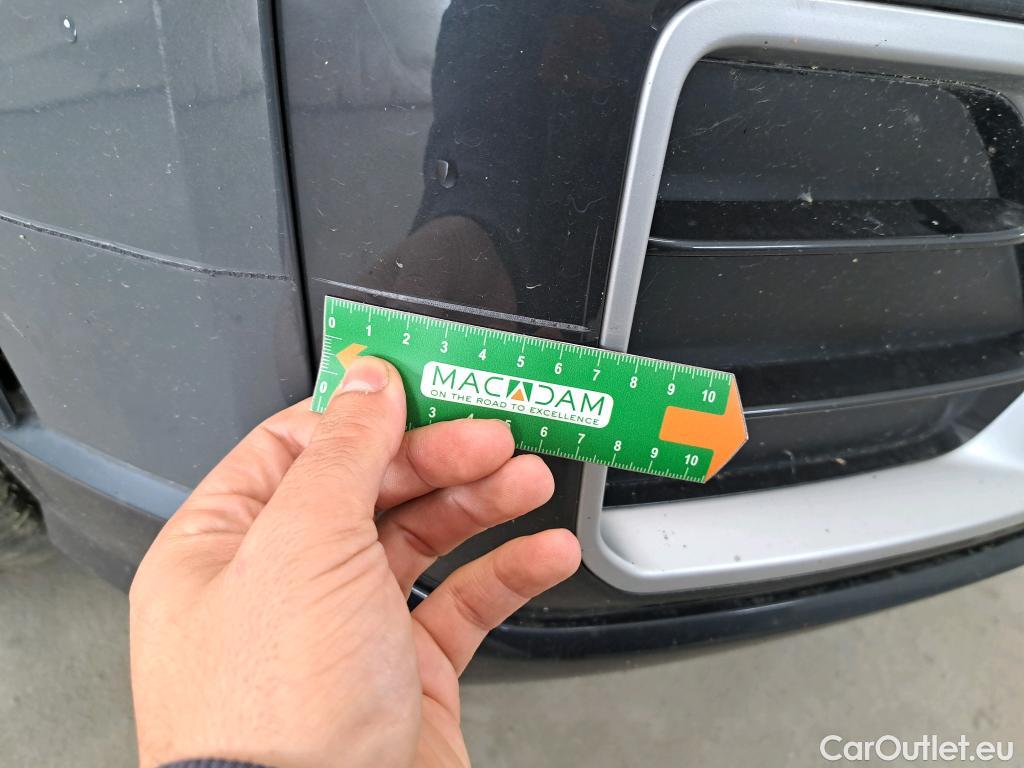 0 1 2 3 4 5 6 7 8 9 10
MACADAM
ON THE ROAD TO EXCELLENCE
0 3 4 5 6 7 8 9 10
CarOutlet.eu